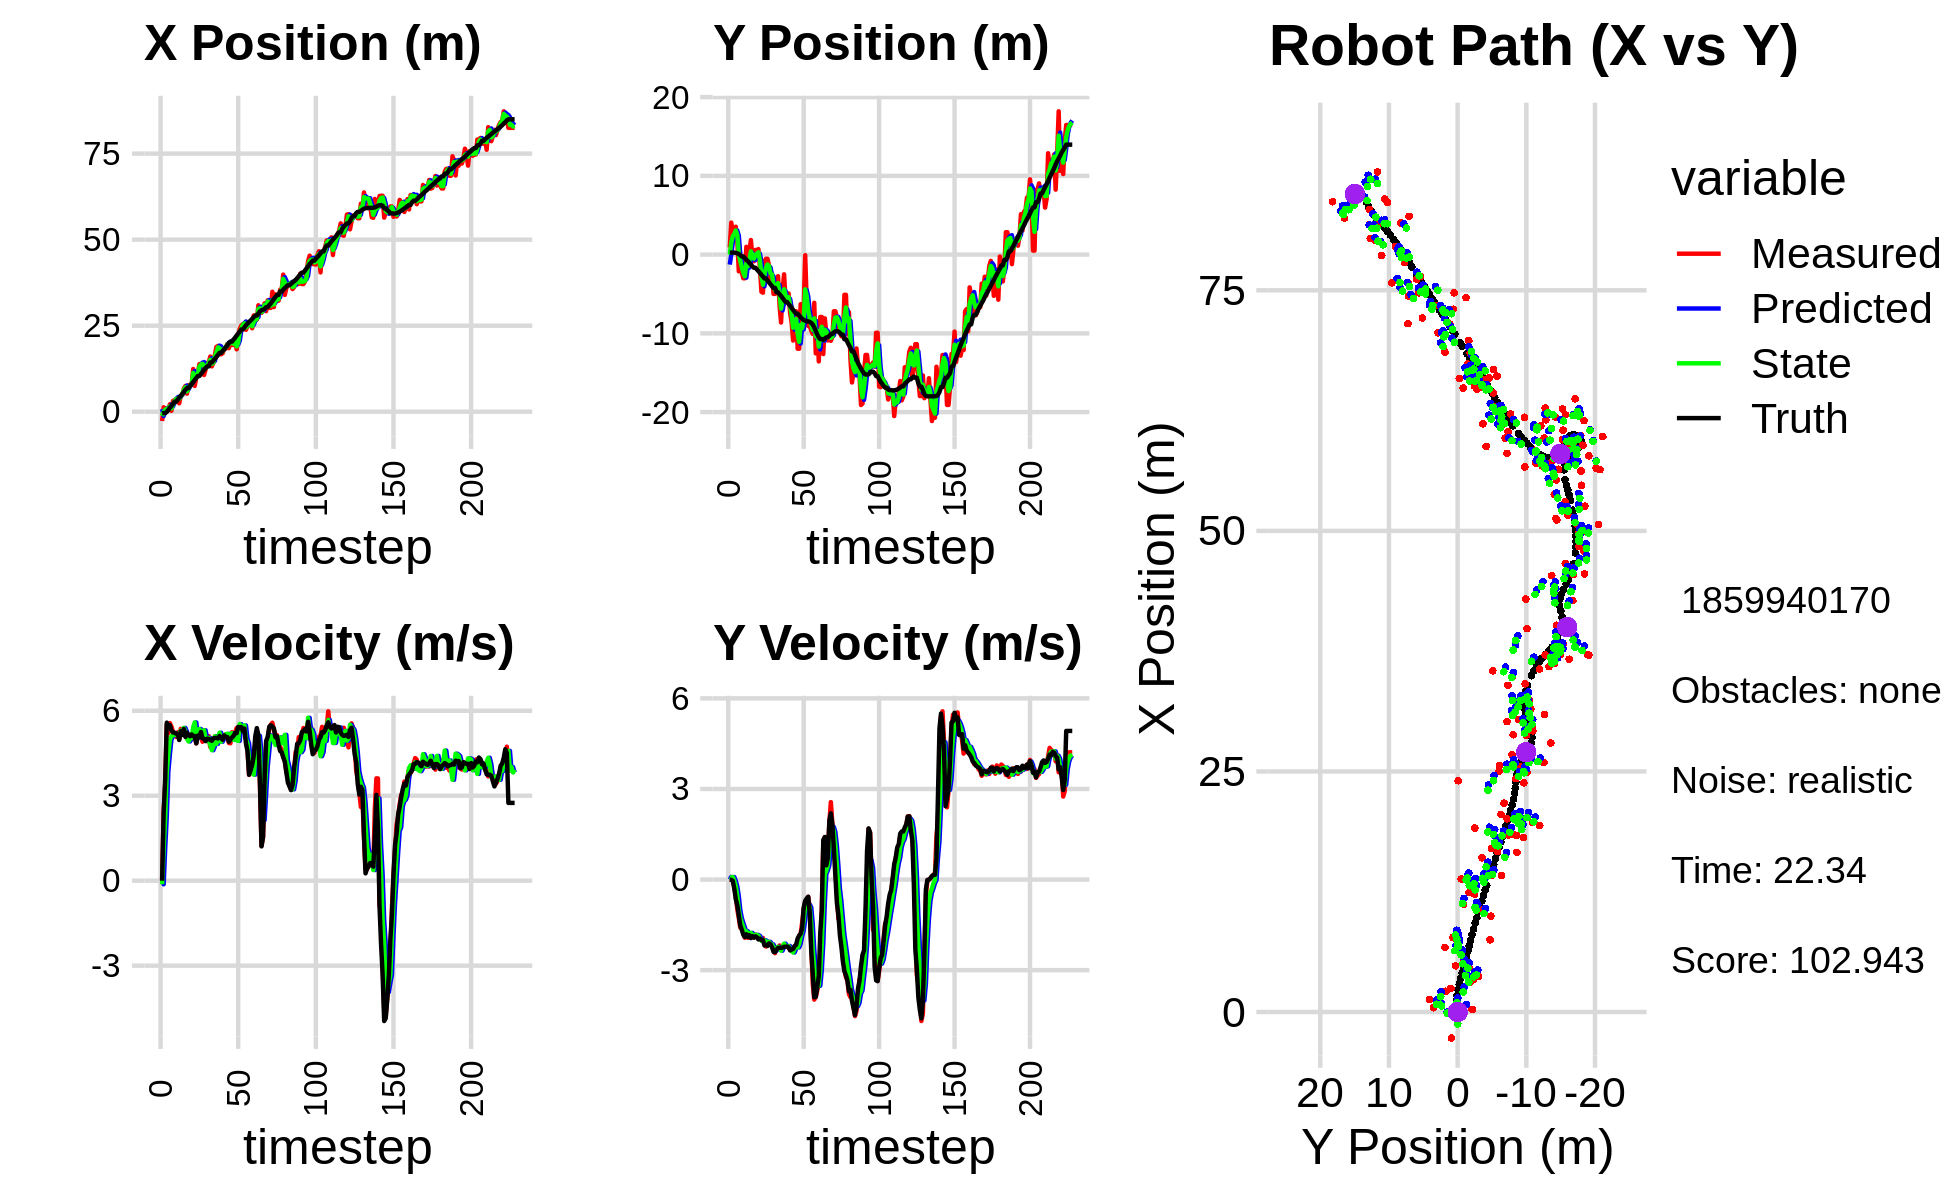 X Position (m)
75
50
25
0
0
50
100
150
200
timestep
Y Position (m)
20
10
0
-10
-20
0
50
100
150
200
timestep
X Velocity (m/s)
6
3
0
-3
0
50
100
150
200
timestep
Y Velocity (m/s)
6
3
0
-3
0
50
100
150
200
timestep
Robot Path (X vs Y)
X Position (m)
75
50
25
0
20 10 0 -10 -20
Y Position (m)
variable
Measured
Predicted
State
Truth
1859940170
Obstacles: none
Noise: realistic
Time: 22.34
Score: 102.943